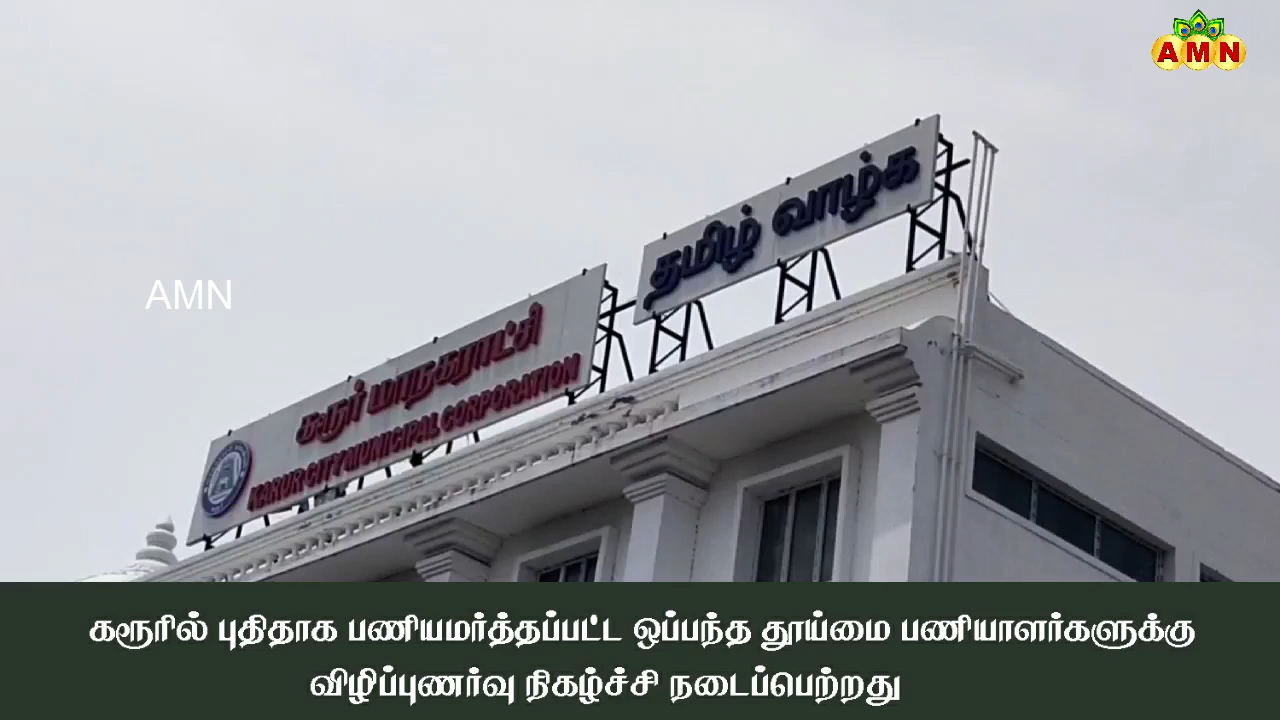 AMN
தமிழ் வாழ்க
AMN
கரூர் மாநகராட்சி
KARUR CITY MUNICIPAL CORPORATION
கரூரில் புதிதாக பணியமர்த்தப்பட்ட ஒப்பந்த தூய்மை பணியாளர்களுக்கு
விழிப்புணர்வு நிகழ்ச்சி நடைப்பெற்றது